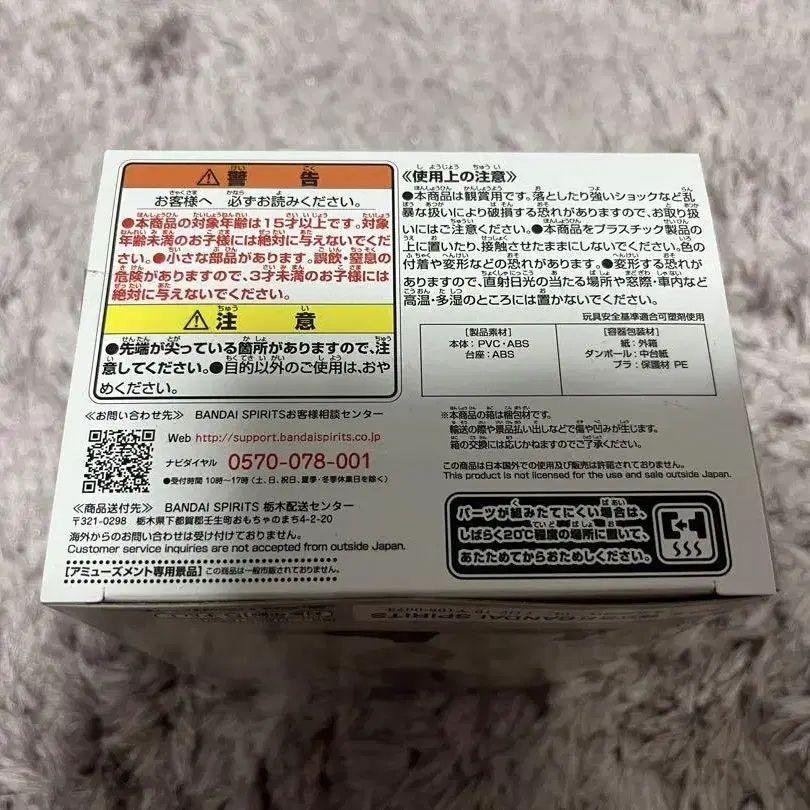 ⚠警告
お客様へ 必ずお読みください。
●本商品の対象年齢は15才以上です。対象
年齢未満のお子様には絶対に与えないでくだ
さい。●小さな部品があります。誤飲・窒息の
危険がありますので、3才未満のお子様には
絶対に与えないでください。
⚠注意
●先端が尖っている箇所がありますので、注
意してください。●目的以外のご使用は、おや
めください。
≪お問い合わせ先≫ BANDAI SPIRITSお客様相談センター
Web http://support.bandaispirits.co.jp
ナビダイヤル 0570-078-001
●受付時間 10時〜17時(土、日、祝日、夏季・冬季休業日を除く)
≪商品送付先≫ BANDAI SPIRITS 栃木配送センター
〒321-0298 栃木県下都賀郡壬生町おもちゃのまち4-2-20
海外からのお問い合わせは受け付けておりません。
Customer service inquiries are not accepted from outside Japan.
[アミューズメント専用景品] この商品は一般市販されておりません。
≪使用上の注意≫
●本商品は観賞用です。落としたり強いショックなど乱
暴な扱いにより破損する恐れがありますので、お取り扱
いにはご注意ください。●本商品をプラスチック製品の
上に置いたり、接触させたままにしないでください。色の
付着や変形などの恐れがあります。●変形する恐れが
ありますので、直射日光の当たる場所や窓際・車内など
高温・多湿のところには置かないでください。
玩具安全基準適合可塑剤使用
[製品素材]
本体:PVC・ABS
台座:ABS
[容器包装材]
紙:外箱
ダンボール:中台紙
プラ:保護材 PE
※本商品の箱は梱包材です。
輸送の際や景品払い出しなどで傷や凹みが生じます。
箱の交換には応じかねますのでご了承ください。
この商品は日本国外での使用及び販売は許諾されておりません。
This product is not licensed for the use and sale outside Japan.
パーツが組みたてにくい場合は、
しばらく20℃程度の場所に置いて、
あたためてからおためしください。
BANDAI SPIRITS